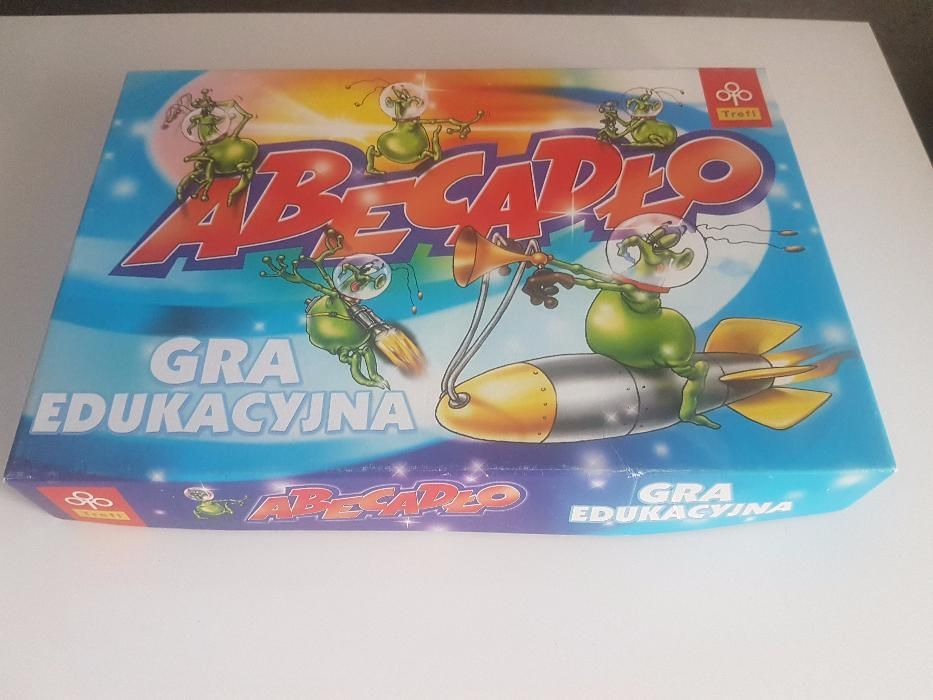 Trefl
ABECADŁO
GRA
EDUKACYJNA
Trefl
ABECADŁO
GRA
EDUKACYJNA